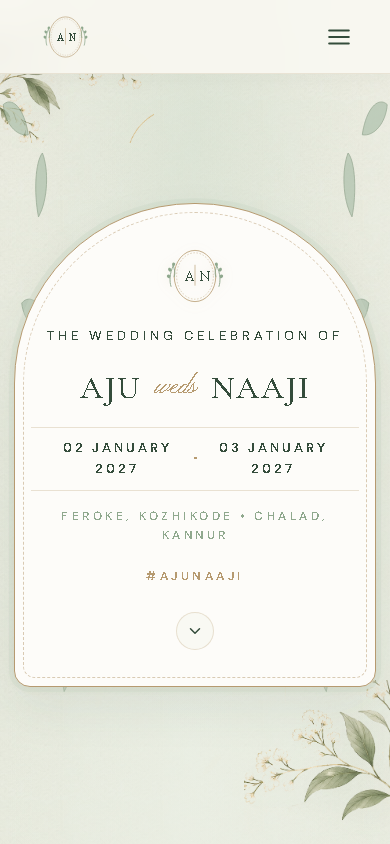 A N
A N
THE WEDDING CELEBRATION OF
AJU weds NAAJI
02 JANUARY 2027 - 03 JANUARY 2027
FEROKE, KOZHIKODE • CHALAD,
KANNUR
#AJUNAAJI